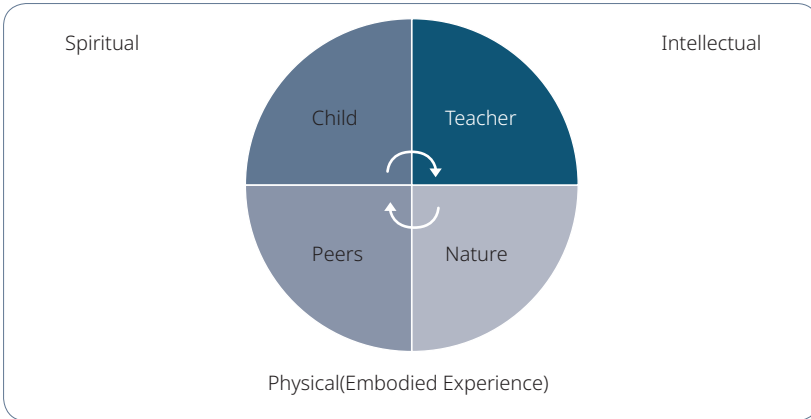 Spiritual
Intellectual
Child
Teacher
Peers
Nature
Physical(Embodied Experience)